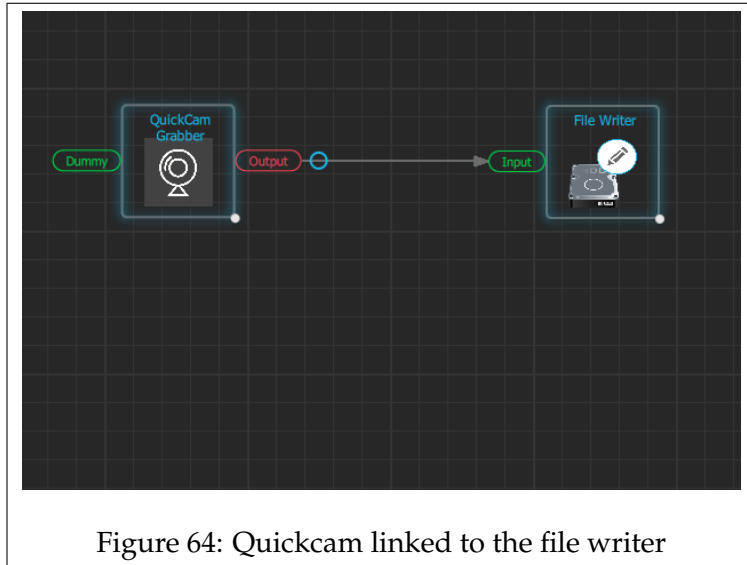 QuickCam
Grabber
File Writer
Dummy
Output
Input
Figure 64: Quickcam linked to the file writer